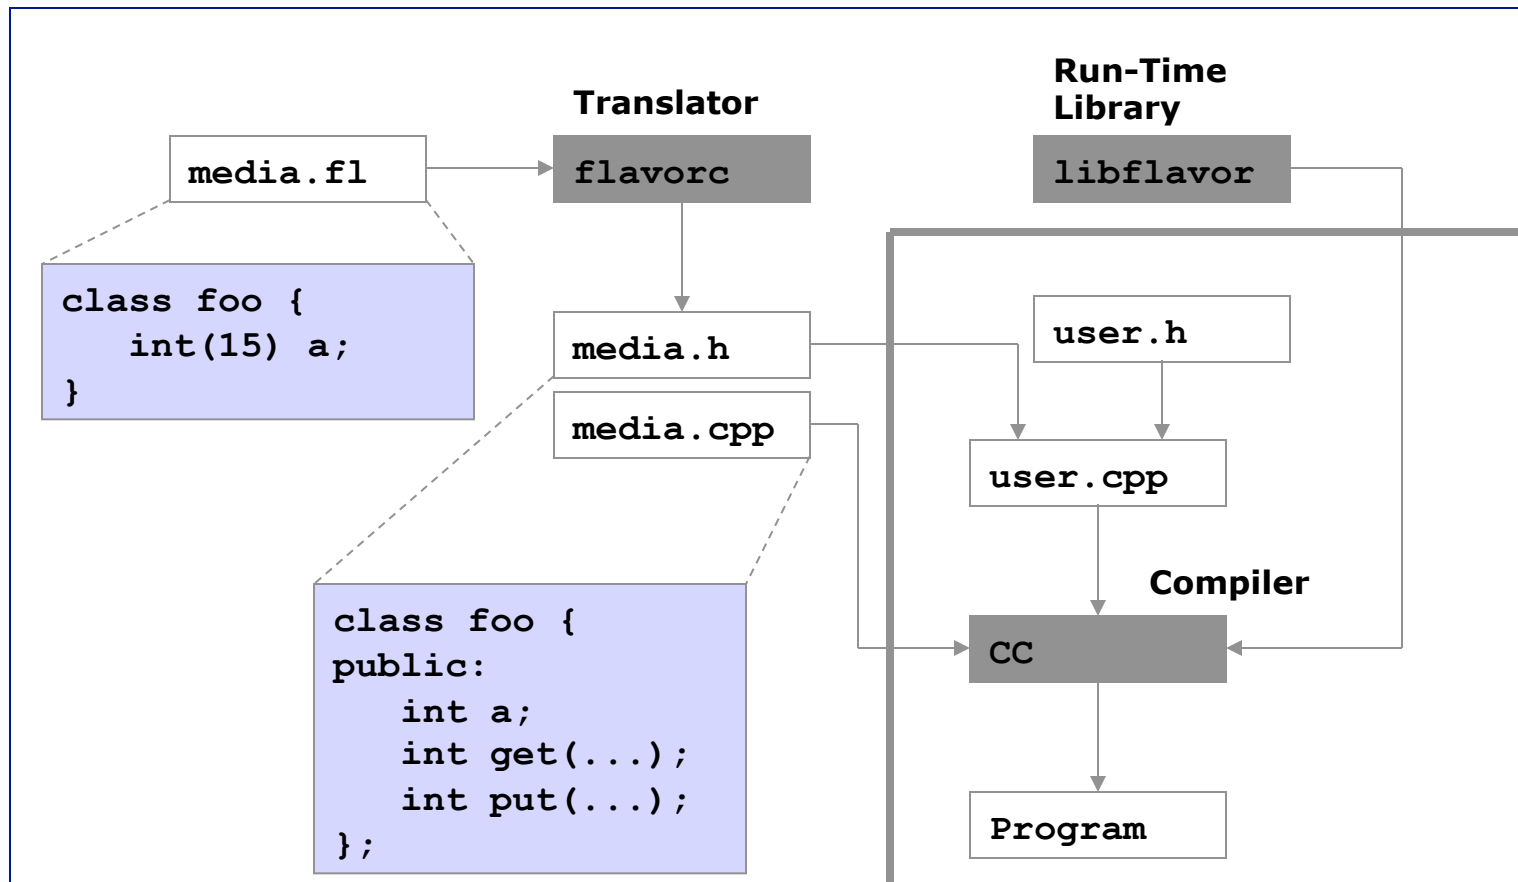 Run-Time
Library
Translator
media.fl
flavorc
libflavor
class foo {
   int(15) a;
}
media.h
user.h
media.cpp
user.cpp
Compiler
class foo {
public:
   int a;
   int get(...);
   int put(...);
};
CC
Program